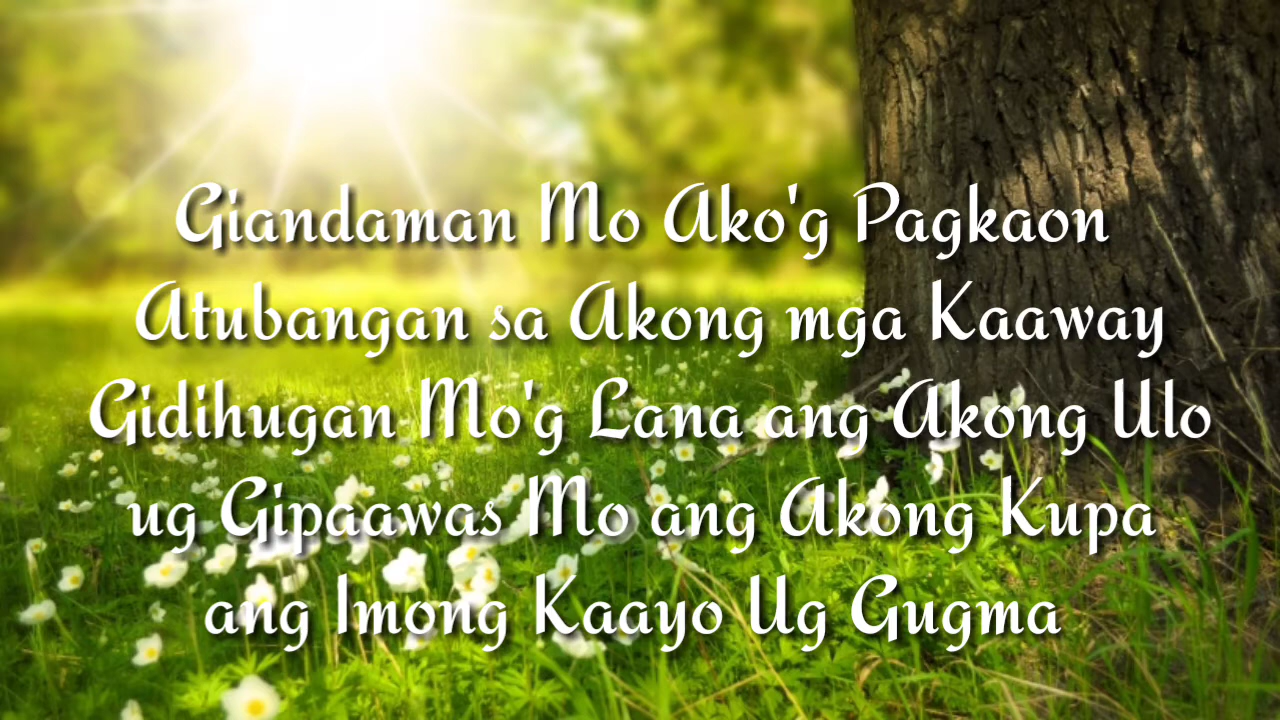 Giandaman Mo Ako'g Pagkaon
Atubangan sa Akong mga Kaaway
Gidihugan Mo'g Lana ang Akong Ulo
ug Gipaawas Mo ang Akong Kupa
ang Imong Kaayo Ug Gugma